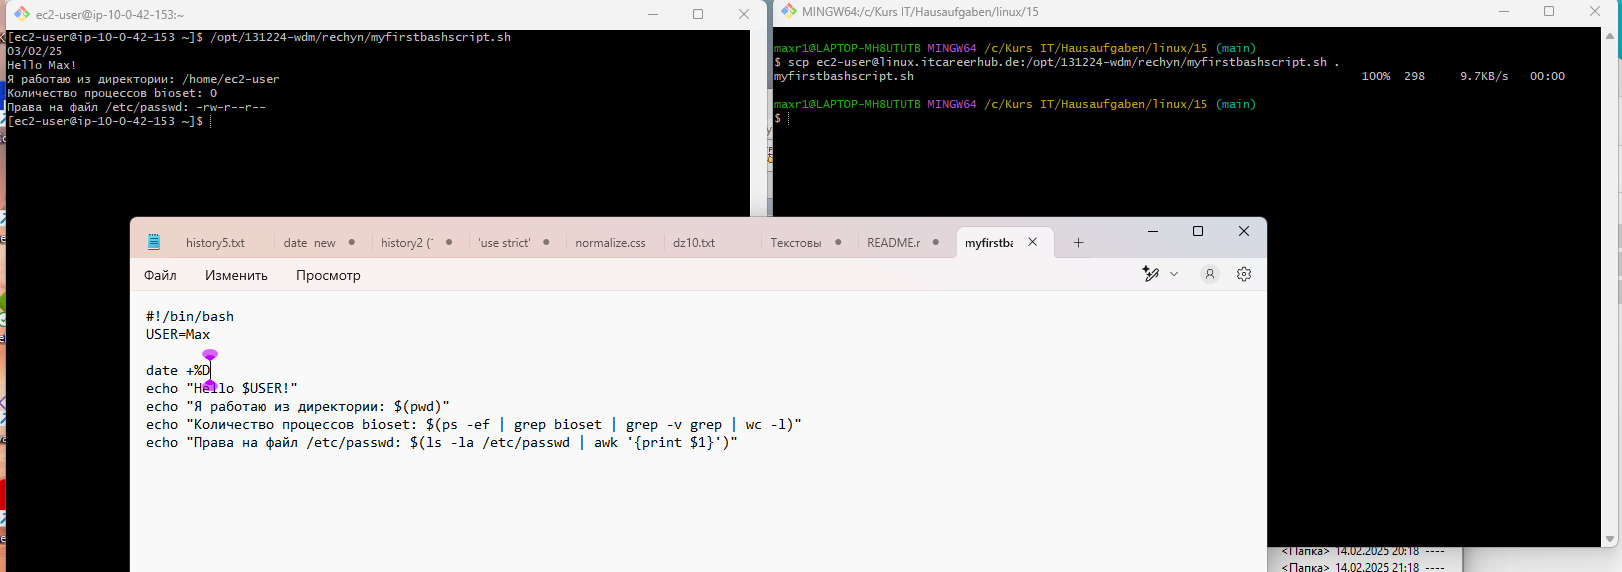 ec2-user@ip-10-0-42-153:~
[ec2-user@ip-10-0-42-153 ~]$ /opt/131224-wdm/rechyn/myfirstbashscript.sh
03/02/25
Hello Max!
Я работаю из директории: /home/ec2-user
Количество процессов bioset: 0
Права на файл /etc/passwd: -rw-r--r--
[ec2-user@ip-10-0-42-153 ~]$
MINGW64:/c/Kurs IT/Hausaufgaben/linux/15
maxr1@LAPTOP-MH8UTUTB MINGW64 /c/Kurs IT/Hausaufgaben/linux/15 (main)
$ scp ec2-user@linux.itcareerhub.de:/opt/131224-wdm/rechyn/myfirstbashscript.sh .
myfirstbashscript.sh 100% 298 9.7KB/s 00:00
maxr1@LAPTOP-MH8UTUTB MINGW64 /c/Kurs IT/Hausaufgaben/linux/15 (main)
$
history5.txt date new history2 (' 'use strict' normalize.css dz10.txt Текстовы README.r myfirstba
Файл Изменить Просмотр
#!/bin/bash
USER=Max
date +%D
echo "Hello $USER!"
echo "Я работаю из директории: $(pwd)"
echo "Количество процессов bioset: $(ps -ef | grep bioset | grep -v grep | wc -l)"
echo "Права на файл /etc/passwd: $(ls -la /etc/passwd | awk '{print $1}')"
<Папка> 14.02.2025 20:18 ----
<Папка> 14.02.2025 21:18 ----